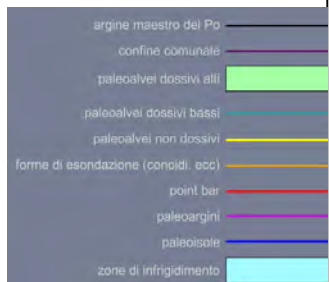 argine maestro del Po
confine comunale
paleoalvei dossivi alti
paleoalvei dossivi bassi
paleoalvei non dossivi
forme di esondazione (conoidi, ecc)
point bar
paleoargini
paleoisole
zone di infrigidimento